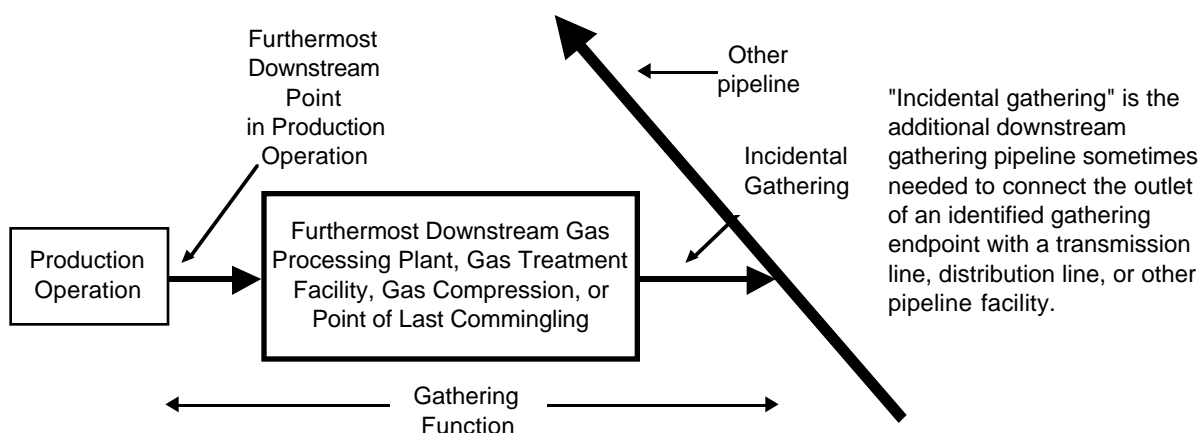 Furthermost
Downstream
Point
in Production
Operation
Other
pipeline
Incidental
Gathering
"Incidental gathering" is the
additional downstream
gathering pipeline sometimes
needed to connect the outlet
of an identified gathering
endpoint with a transmission
line, distribution line, or other
pipeline facility.
Production
Operation
Furthermost Downstream Gas
Processing Plant, Gas Treatment
Facility, Gas Compression, or
Point of Last Commingling
Gathering
Function